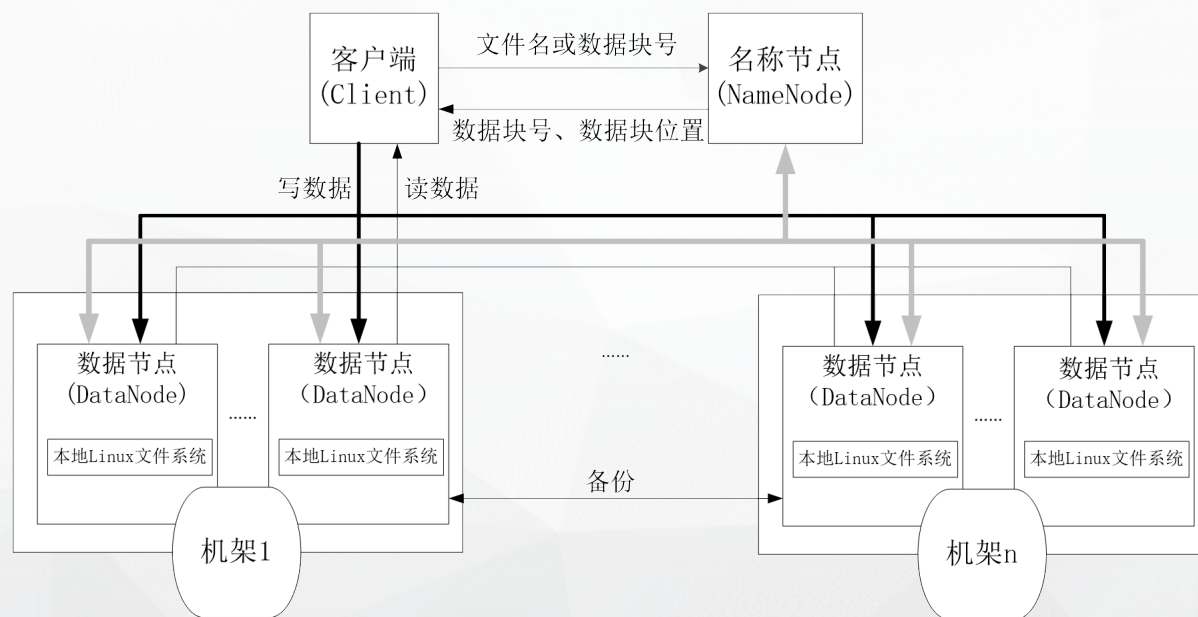 客户端
(Client)
文件名或数据块号
名称节点
(NameNode)
数据块号、数据块位置
写数据
读数据
数据节点
(DataNode)
本地Linux文件系统
......
数据节点
（DataNode）
本地Linux文件系统
机架1
......
备份
数据节点
（DataNode）
本地Linux文件系统
......
数据节点
（DataNode）
本地Linux文件系统
机架n